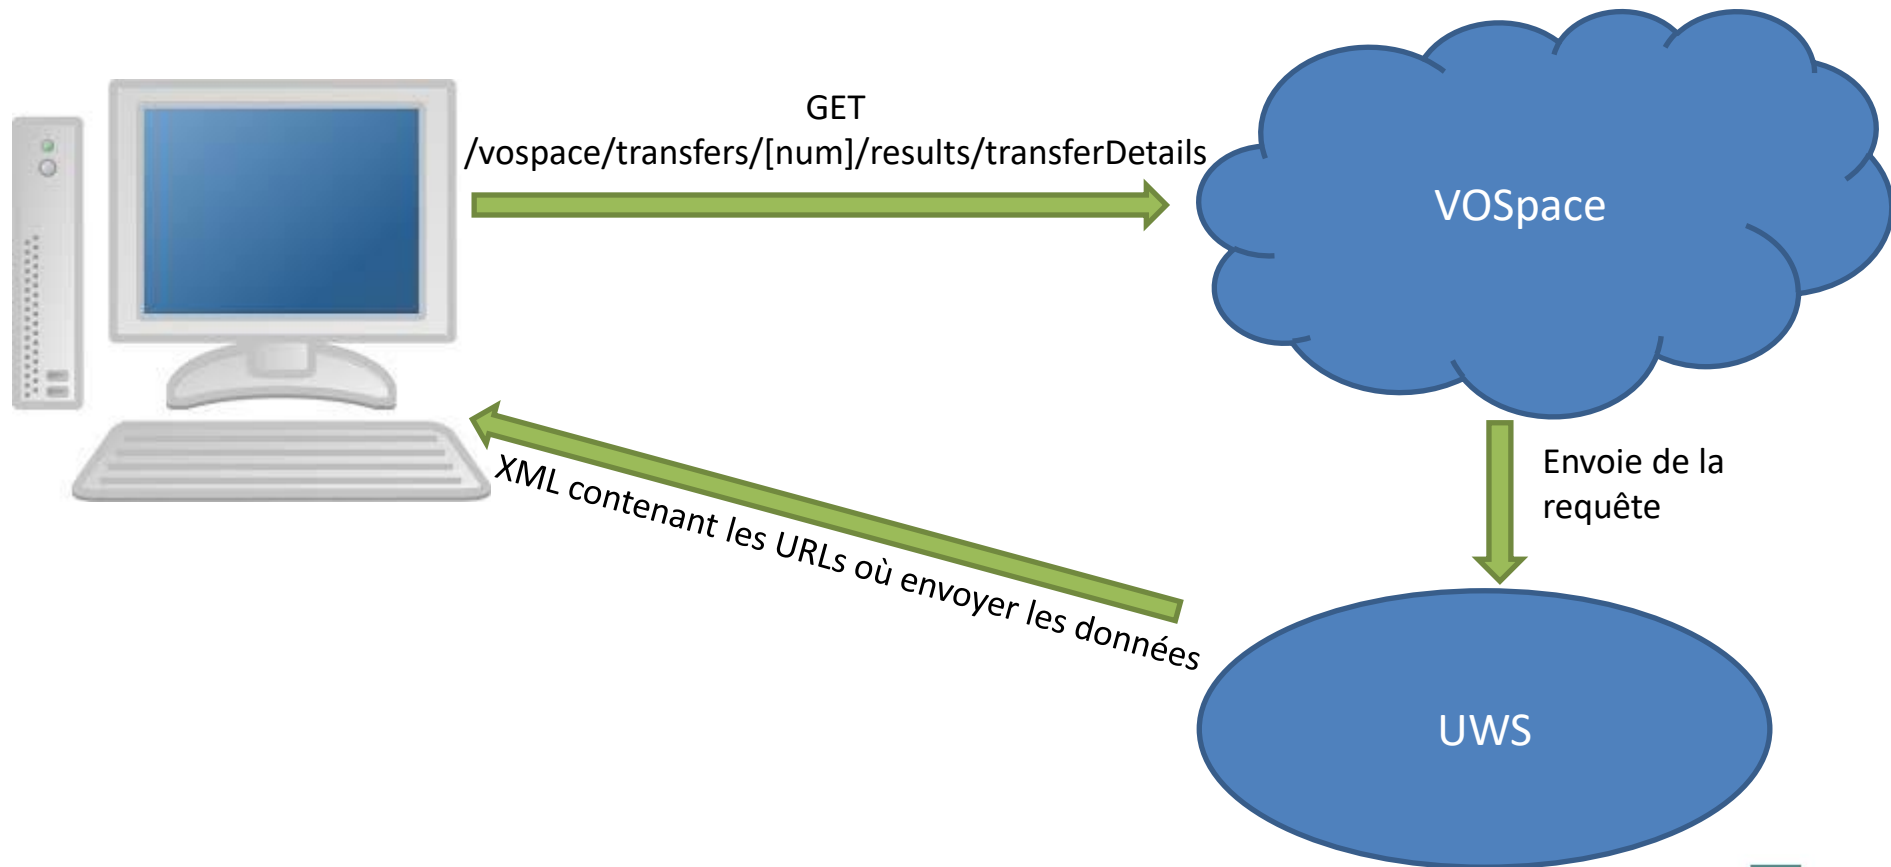 GET
/vospace/transfers/[num]/results/transferDetails
VOSpace
Envoie de la
requête
XML contenant les URLs où envoyer les données
UWS